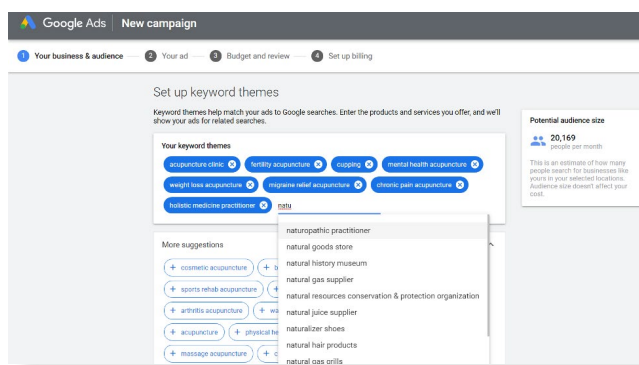 Google Ads New campaign
1 Your business & audience 2 Your ad 3 Budget and review 4 Set up billing
Set up keyword themes
Keyword themes help match your ads to Google searches. Enter the products and services you offer, and we'll
show your ads for related searches.
Your keyword themes
acupuncture clinic fertility acupuncture cupping mental health acupuncture
weight loss acupuncture migraine relief acupuncture chronic pain acupuncture
holistic medicine practitioner natu
naturopathic practitioner
natural goods store
natural history museum
natural gas supplier
natural resources conservation & protection organization
natural juice supplier
naturalizer shoes
natural hair products
natural gas grills
More suggestions
+ cosmetic acupuncture + b
+ sports rehab acupuncture +
+ arthritis acupuncture + wa
+ acupuncture + physical he
+ massage acupuncture + c
Potential audience size
20,169
people per month
This is an estimate of how many
people search for businesses like
yours in your selected locations.
Audience size doesn't affect your
cost.